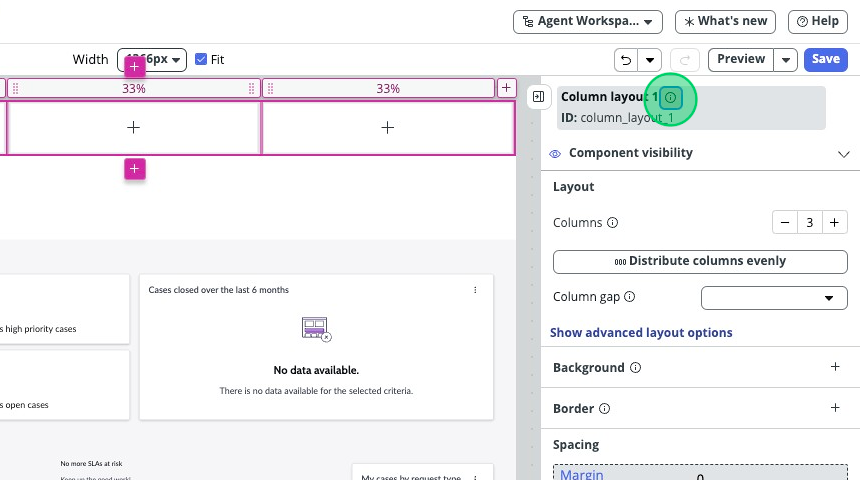 Agent Workspa...
What's new
Help
Width
1366px
Fit
Preview
Save
33%
33%
Column layout 1
ID: column_layout_1
Component visibility
Layout
Columns
3
Distribute columns evenly
Column gap
Show advanced layout options
Background
Border
Spacing
Margin
0
s high priority cases
s open cases
Cases closed over the last 6 months
No data available.
There is no data available for the selected criteria.
No more SLAs at risk
Keep up the good work!
My cases by request type